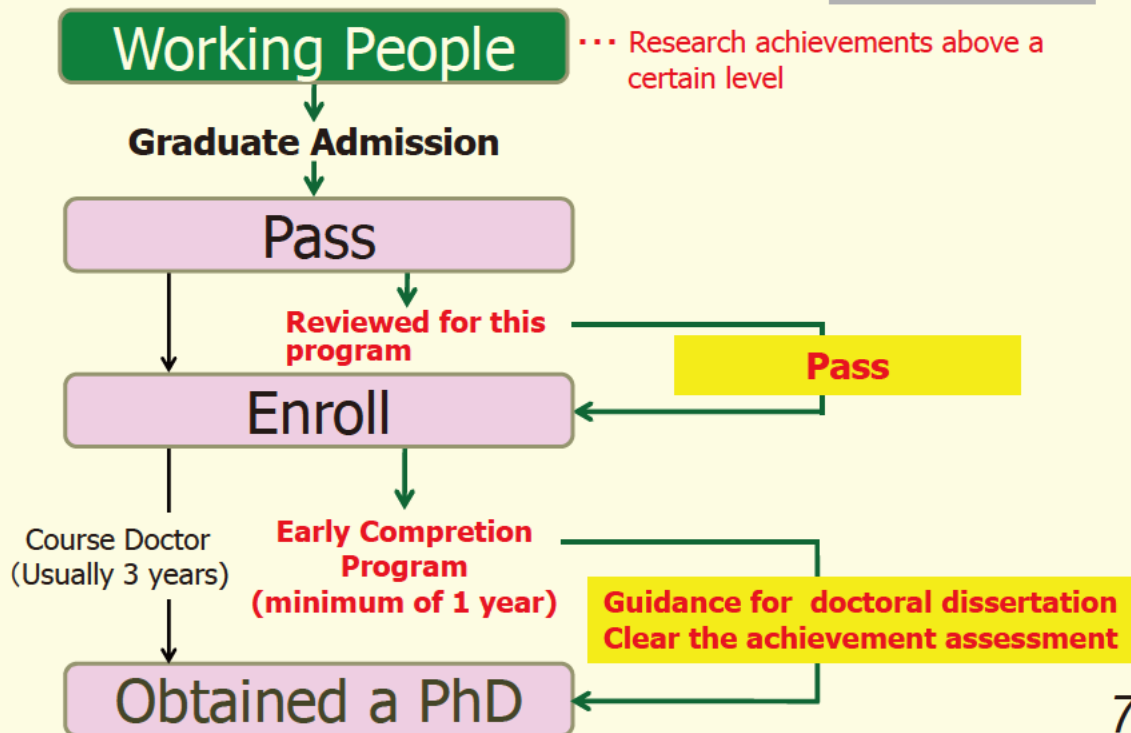 Working People
··· Research achievements above a
certain level
Graduate Admission
Pass
Reviewed for this
program
Pass
Enroll
Course Doctor
(Usually 3 years)
Early Compretion
Program
(minimum of 1 year)
Guidance for doctoral dissertation
Clear the achievement assessment
Obtained a PhD
7